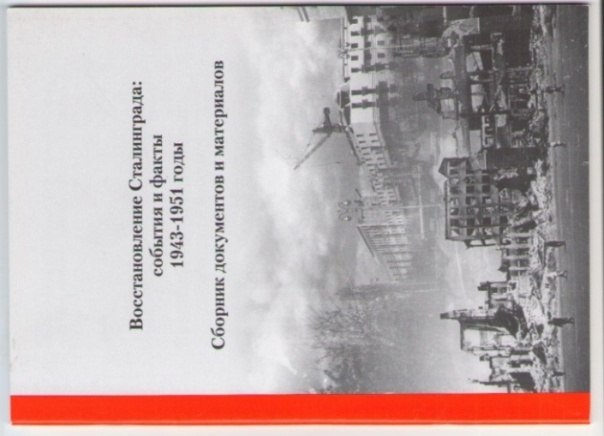 Восстановление Сталинграда:
события и факты
1943-1951 годы
Сборник документов и материалов